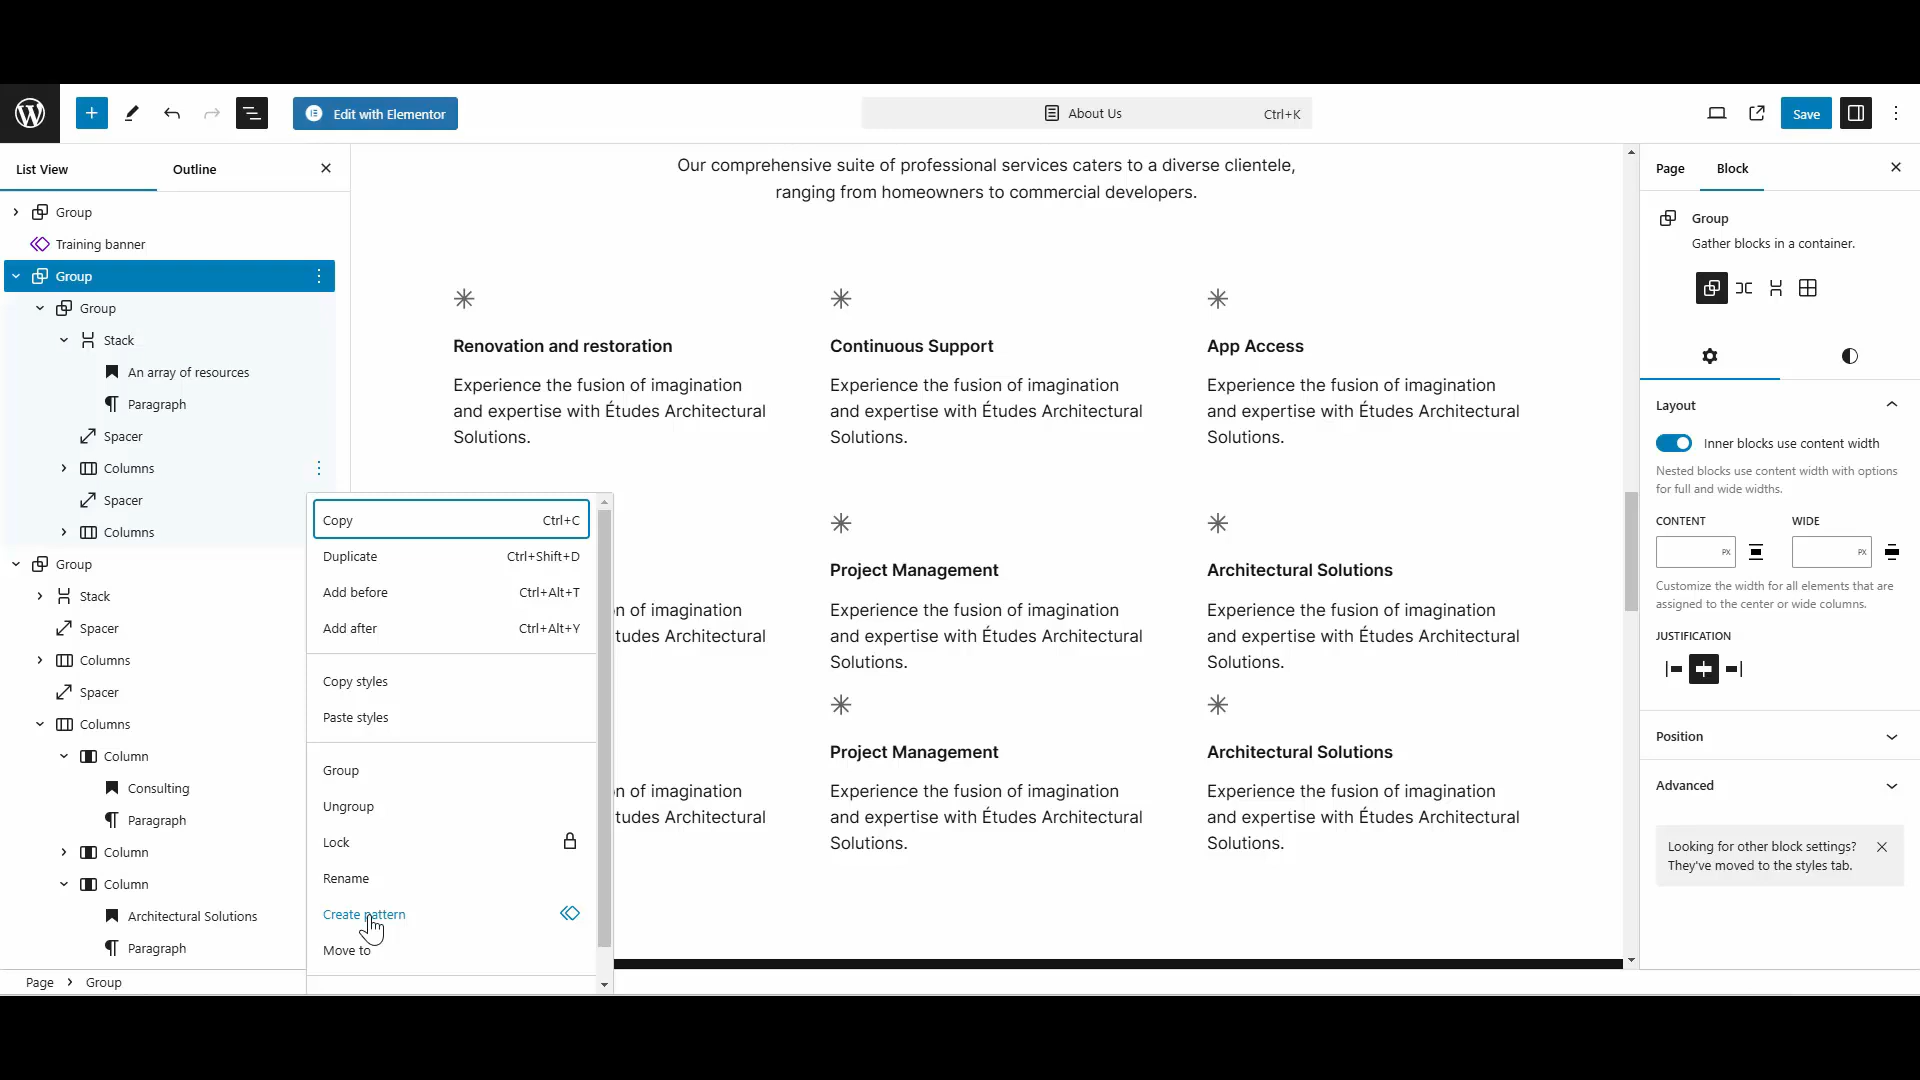 Edit with Elementor
About Us
Ctrl+K
Save
List View
Outline
Group
Training banner
Group
Group
Stack
An array of resources
Paragraph
Spacer
Columns
Spacer
Columns
Group
Stack
Spacer
Columns
Spacer
Columns
Column
Consulting
Paragraph
Column
Column
Architectural Solutions
Paragraph
Page
Group
Copy Ctrl+C
Duplicate Ctrl+Shift+D
Add before Ctrl+Alt+T
Add after Ctrl+Alt+Y
Copy styles
Paste styles
Group
Ungroup
Lock
Rename
Create pattern
Move to
Our comprehensive suite of professional services caters to a diverse clientele,
ranging from homeowners to commercial developers.
Renovation and restoration
Experience the fusion of imagination
and expertise with Études Architectural
Solutions.
Continuous Support
Experience the fusion of imagination
and expertise with Études Architectural
Solutions.
App Access
Experience the fusion of imagination
and expertise with Études Architectural
Solutions.
of imagination
tudes Architectural
Project Management
Experience the fusion of imagination
and expertise with Études Architectural
Solutions.
Architectural Solutions
Experience the fusion of imagination
and expertise with Études Architectural
Solutions.
of imagination
tudes Architectural
Project Management
Experience the fusion of imagination
and expertise with Études Architectural
Solutions.
Architectural Solutions
Experience the fusion of imagination
and expertise with Études Architectural
Solutions.
Page
Block
Group
Gather blocks in a container.
Layout
Inner blocks use content width
Nested blocks use content width with options
for full and wide widths.
CONTENT
WIDE
PX
PX
Customize the width for all elements that are
assigned to the center or wide columns.
JUSTIFICATION
Position
Advanced
Looking for other block settings?
They've moved to the styles tab.